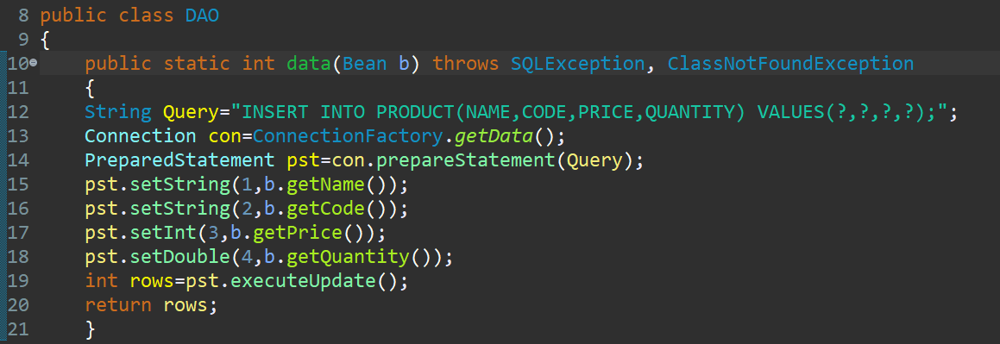 8 public class DAO
9 {
10 public static int data(Bean b) throws SQLException, ClassNotFoundException
11 {
12 String Query="INSERT INTO PRODUCT(NAME,CODE,PRICE,QUANTITY) VALUES(?,?,?,?);";
13 Connection con=ConnectionFactory.getData();
14 PreparedStatement pst=con.prepareStatement(Query);
15 pst.setString(1,b.getName());
16 pst.setString(2,b.getCode());
17 pst.setInt(3,b.getPrice());
18 pst.setDouble(4,b.getQuantity());
19 int rows=pst.executeUpdate();
20 return rows;
21 }